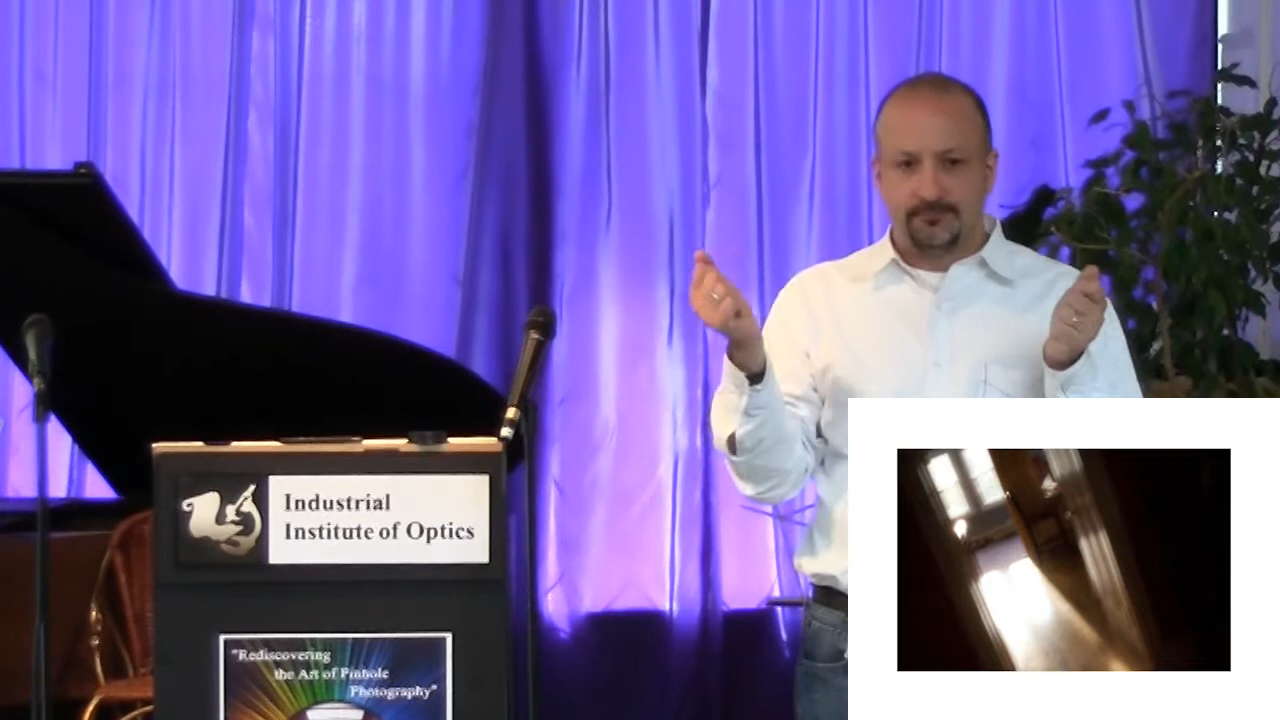 Industrial
Institute of Optics
"Rediscovering
the Art of Pinhole
Photography"